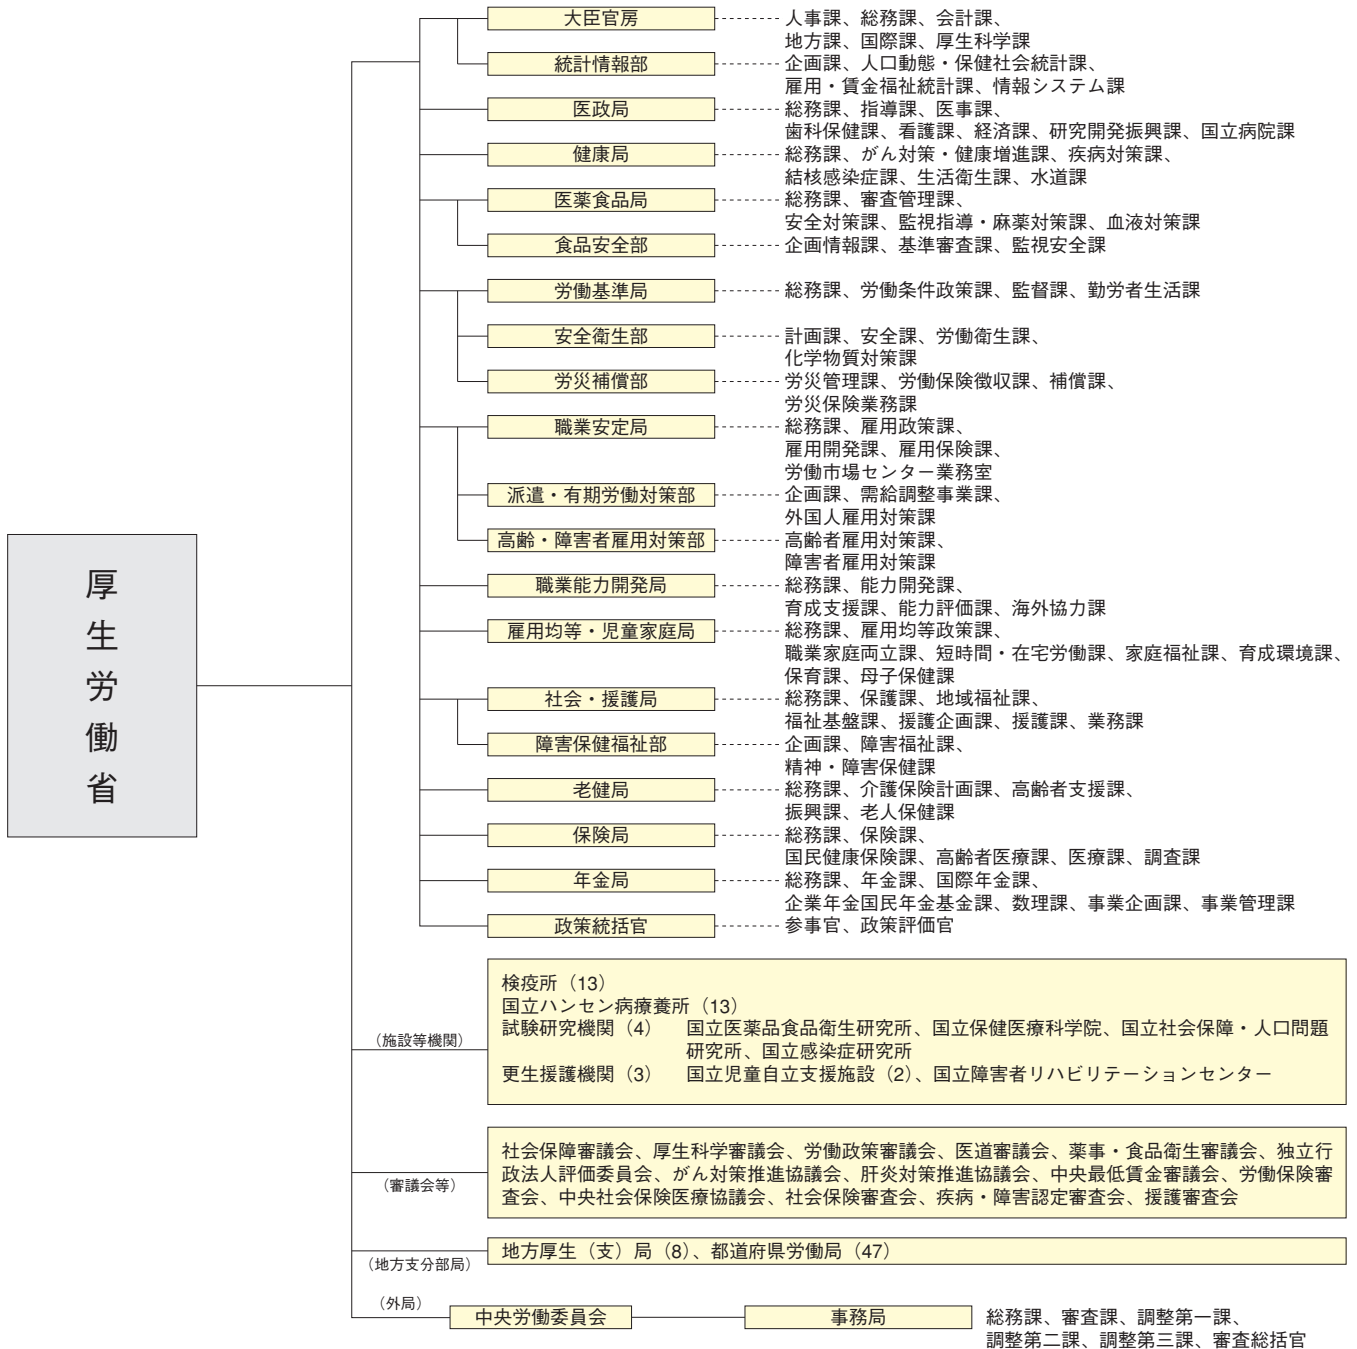 厚生労働省
大臣官房
人事課、総務課、会計課、
地方課、国際課、厚生科学課
統計情報部
企画課、人口動態・保健社会統計課、
雇用・賃金福祉統計課、情報システム課
医政局
総務課、指導課、医事課、
歯科保健課、看護課、経済課、研究開発振興課、国立病院課
健康局
総務課、がん対策・健康増進課、疾病対策課、
結核感染症課、生活衛生課、水道課
医薬食品局
総務課、審査管理課、
安全対策課、監視指導・麻薬対策課、血液対策課
食品安全部
企画情報課、基準審査課、監視安全課
労働基準局
総務課、労働条件政策課、監督課、勤労者生活課
安全衛生部
計画課、安全課、労働衛生課、
化学物質対策課
労災補償部
労災管理課、労働保険徴収課、補償課、
労災保険業務課
職業安定局
総務課、雇用政策課、
雇用開発課、雇用保険課、
労働市場センター業務室
派遣・有期労働対策部
企画課、需給調整事業課、
外国人雇用対策課
高齢・障害者雇用対策部
高齢者雇用対策課、
障害者雇用対策課
職業能力開発局
総務課、能力開発課、
育成支援課、能力評価課、海外協力課
雇用均等・児童家庭局
総務課、雇用均等政策課、
職業家庭両立課、短時間・在宅労働課、家庭福祉課、育成環境課、
保育課、母子保健課
社会・援護局
総務課、保護課、地域福祉課、
福祉基盤課、援護企画課、援護課、業務課
障害保健福祉部
企画課、障害福祉課、
精神・障害保健課
老健局
総務課、介護保険計画課、高齢者支援課、
振興課、老人保健課
保険局
総務課、保険課、
国民健康保険課、高齢者医療課、医療課、調査課
年金局
総務課、年金課、国際年金課、
企業年金国民年金基金課、数理課、事業企画課、事業管理課
政策統括官
参事官、政策評価官
（施設等機関）
検疫所（13）
国立ハンセン病療養所（13）
試験研究機関（4） 国立医薬品食品衛生研究所、国立保健医療科学院、国立社会保障・人口問題
研究所、国立感染症研究所
更生援護機関（3） 国立児童自立支援施設（2）、国立障害者リハビリテーションセンター
（審議会等）
社会保障審議会、厚生科学審議会、労働政策審議会、医道審議会、薬事・食品衛生審議会、独立行
政法人評価委員会、がん対策推進協議会、肝炎対策推進協議会、中央最低賃金審議会、労働保険審
査会、中央社会保険医療協議会、社会保険審査会、疾病・障害認定審査会、援護審査会
（地方支分部局）
地方厚生（支）局（8）、都道府県労働局（47）
（外局）
中央労働委員会
事務局
総務課、審査課、調整第一課、
調整第二課、調整第三課、審査総括官